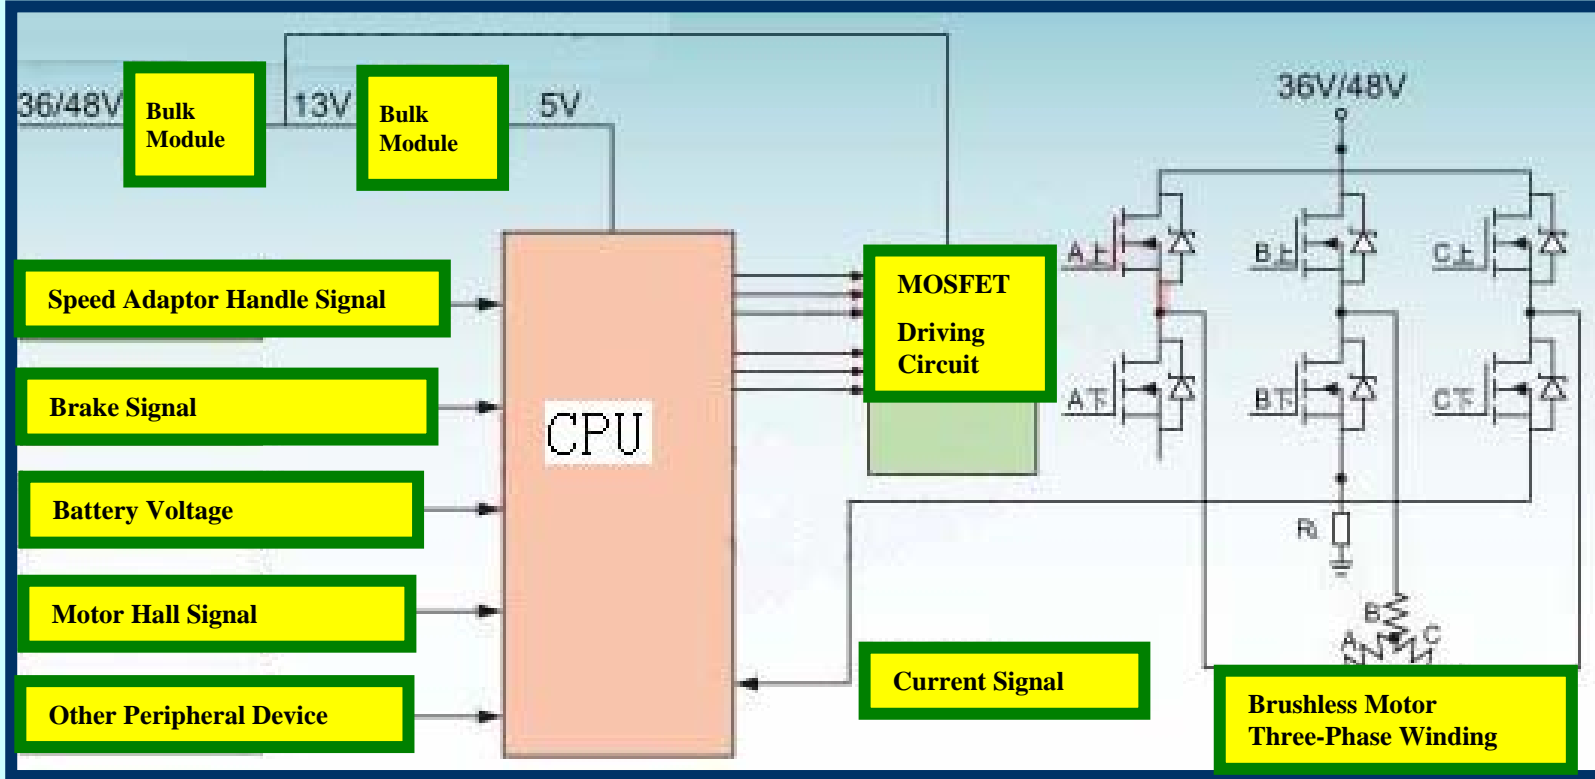 36/48V
Bulk
Module
13V
Bulk
Module
5V
36V/48V
Speed Adaptor Handle Signal
Brake Signal
Battery Voltage
Motor Hall Signal
Other Peripheral Device
CPU
MOSFET
Driving
Circuit
A上
B上
C上
A下
B下
C下
Ri
B
A
C
Current Signal
Brushless Motor
Three-Phase Winding